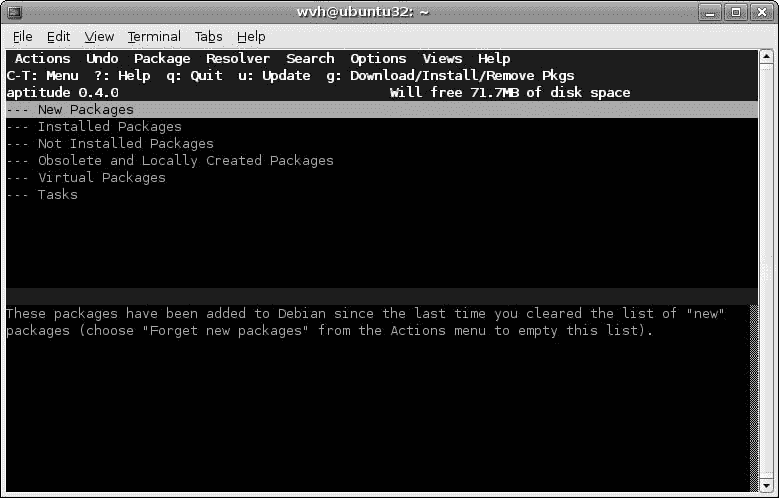 wvh@ubuntu32: ~
File Edit View Terminal Tabs Help
Actions Undo Package Resolver Search Options Views Help
C-T: Menu ?: Help q: Quit u: Update g: Download/Install/Remove Pkgs
aptitude 0.4.0 Will free 71.7MB of disk space
--- New Packages
--- Installed Packages
--- Not Installed Packages
--- Obsolete and Locally Created Packages
--- Virtual Packages
--- Tasks
These packages have been added to Debian since the last time you cleared the list of "new"
packages (choose "Forget new packages" from the Actions menu to empty this list).